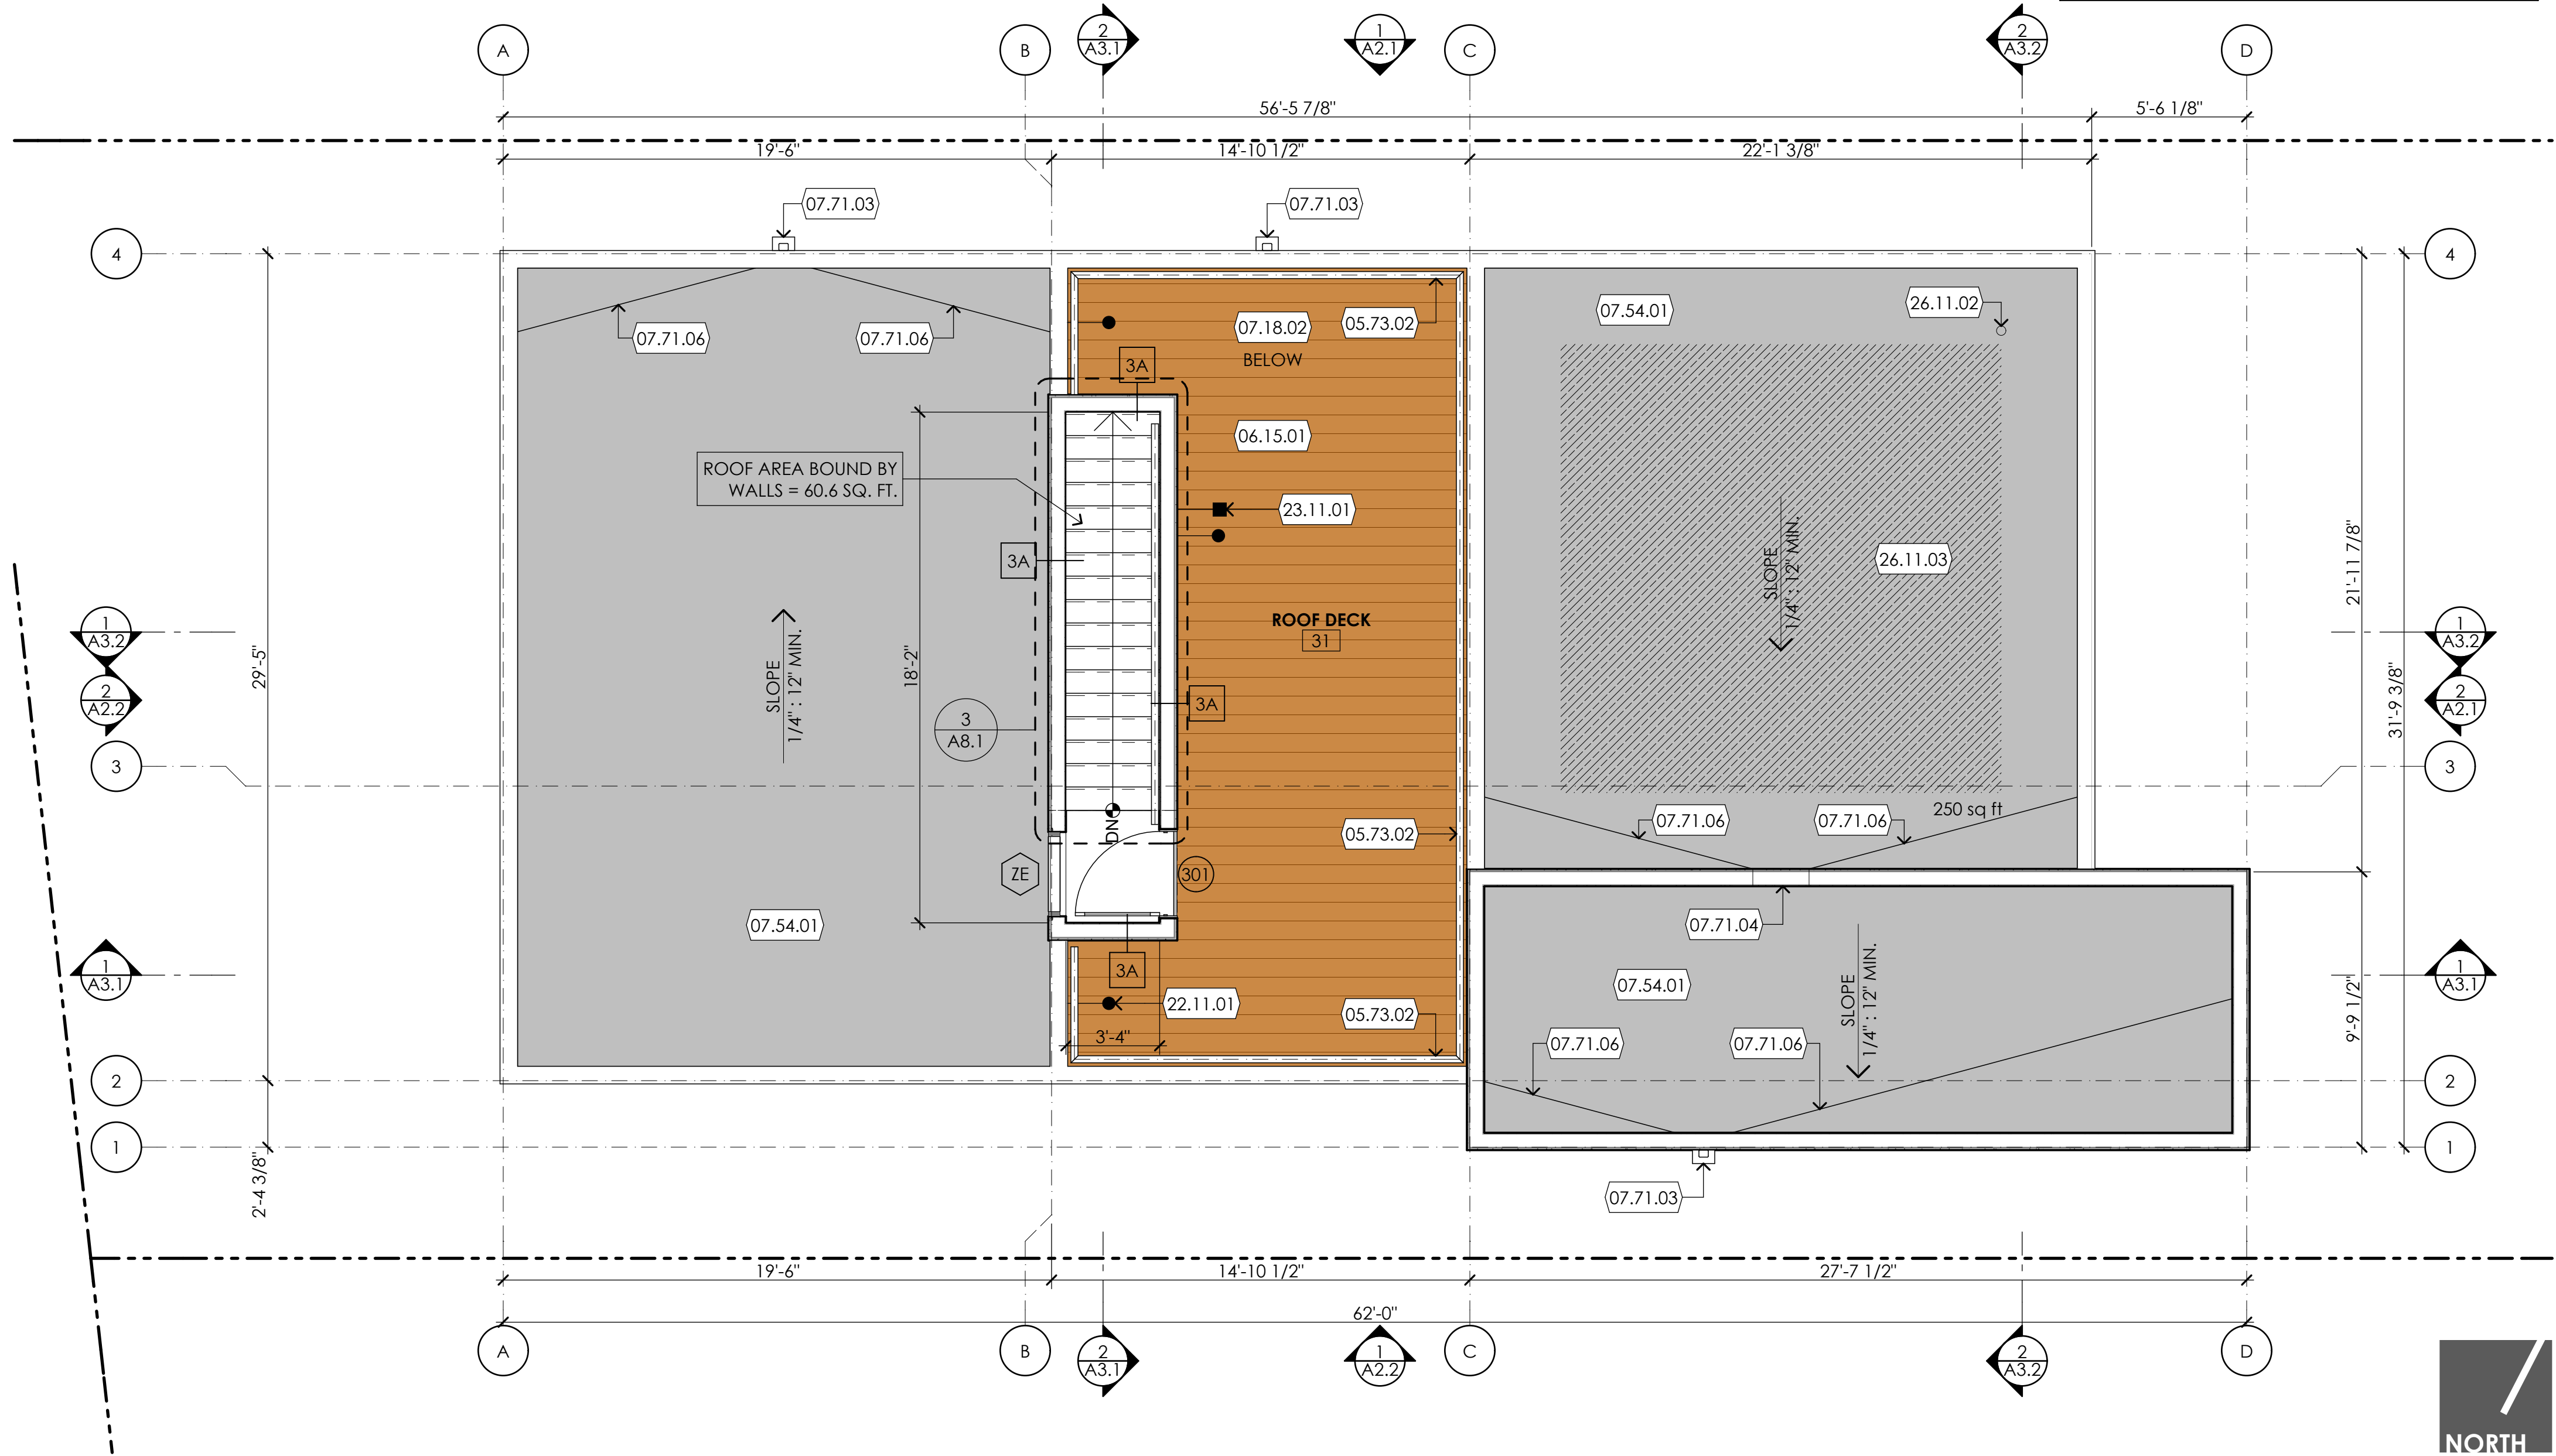 2
A3.1
1
A2.1
2
A3.2
A
B
C
D
56'-5 7/8"
5'-6 1/8"
19'-6"
14'-10 1/2"
22'-1 3/8"
07.71.03
07.71.03
4
4
07.54.01
26.11.02
07.71.06
07.71.06
07.18.02
05.73.02
BELOW
3A
06.15.01
ROOF AREA BOUND BY
WALLS = 60.6 SQ. FT.
23.11.01
3A
SLOPE
1/4" : 12" MIN.
26.11.03
21'-11 7/8"
ROOF DECK
31
1
A3.2
1
A3.2
29'-5"
SLOPE
1/4" : 12" MIN.
18'-2"
31'-9 3/8"
2
A2.2
3
A8.1
3A
2
A2.1
3
3
250 sq ft
07.71.06
07.71.06
DN
05.73.02
ZE
301
07.54.01
07.71.04
1
A3.1
3A
07.54.01
SLOPE
1/4" : 12" MIN.
1
A3.1
22.11.01
05.73.02
9'-9 1/2"
3'-4"
07.71.06
07.71.06
2
2
1
1
2'-4 3/8"
07.71.03
19'-6"
14'-10 1/2"
27'-7 1/2"
62'-0"
A
B
2
A3.1
1
A2.2
C
2
A3.2
D
NORTH